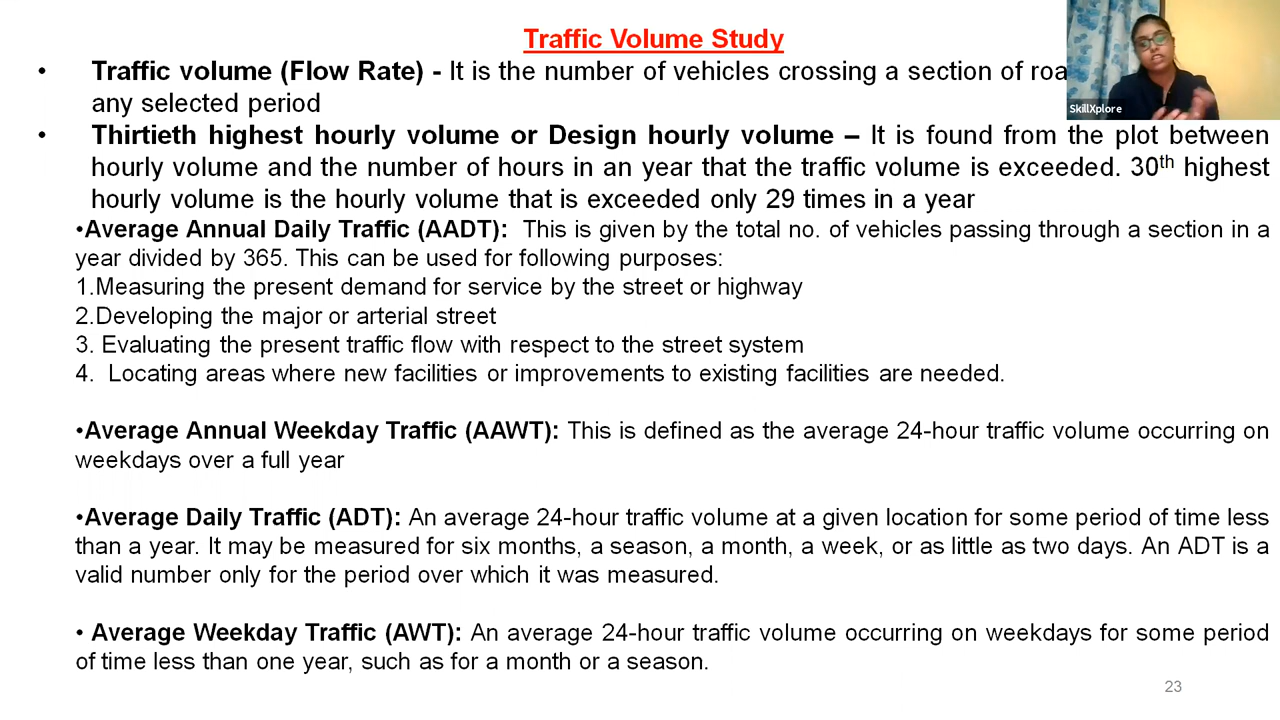 Traffic Volume Study
• Traffic volume (Flow Rate) - It is the number of vehicles crossing a section of
any selected period
SkillXplore
• Thirtieth highest hourly volume or Design hourly volume – It is found from the plot between
hourly volume and the number of hours in an year that the traffic volume is exceeded. 30th highest
hourly volume is the hourly volume that is exceeded only 29 times in a year
•Average Annual Daily Traffic (AADT): This is given by the total no. of vehicles passing through a section in a
year divided by 365. This can be used for following purposes:
1.Measuring the present demand for service by the street or highway
2.Developing the major or arterial street
3. Evaluating the present traffic flow with respect to the street system
4. Locating areas where new facilities or improvements to existing facilities are needed.
•Average Annual Weekday Traffic (AAWT): This is defined as the average 24-hour traffic volume occurring on
weekdays over a full year
•Average Daily Traffic (ADT): An average 24-hour traffic volume at a given location for some period of time less
than a year. It may be measured for six months, a season, a month, a week, or as little as two days. An ADT is a
valid number only for the period over which it was measured.
• Average Weekday Traffic (AWT): An average 24-hour traffic volume occurring on weekdays for some period
of time less than one year, such as for a month or a season.
23